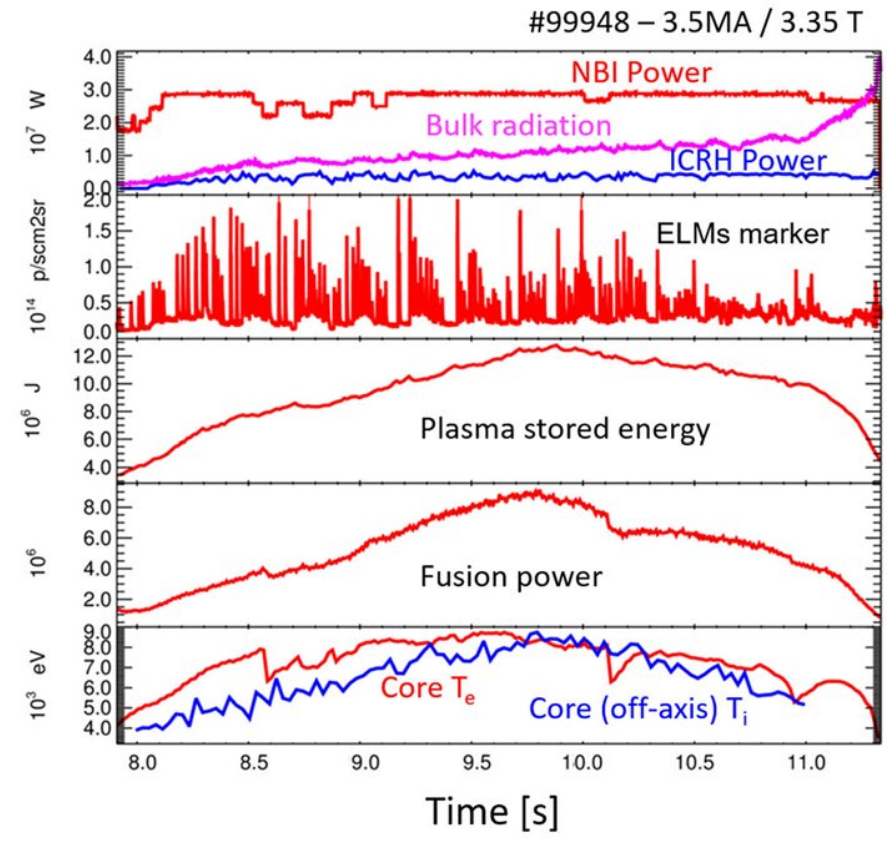 #99948 – 3.5MA / 3.35 T
4.0
3.0
2.0
1.0
0.0
10⁷ W
NBI Power
Bulk radiation
ICRH Power
2.0
1.5
1.0
0.5
0.0
10¹⁴ p/scm2sr
ELMs marker
12.0
10.0
8.0
6.0
4.0
10⁶ J
Plasma stored energy
8.0
6.0
4.0
2.0
10⁶
Fusion power
9.0
8.0
7.0
6.0
5.0
4.0
10³ eV
Core Tₑ
Core (off-axis) Tᵢ
8.0 8.5 9.0 9.5 10.0 10.5 11.0
Time [s]